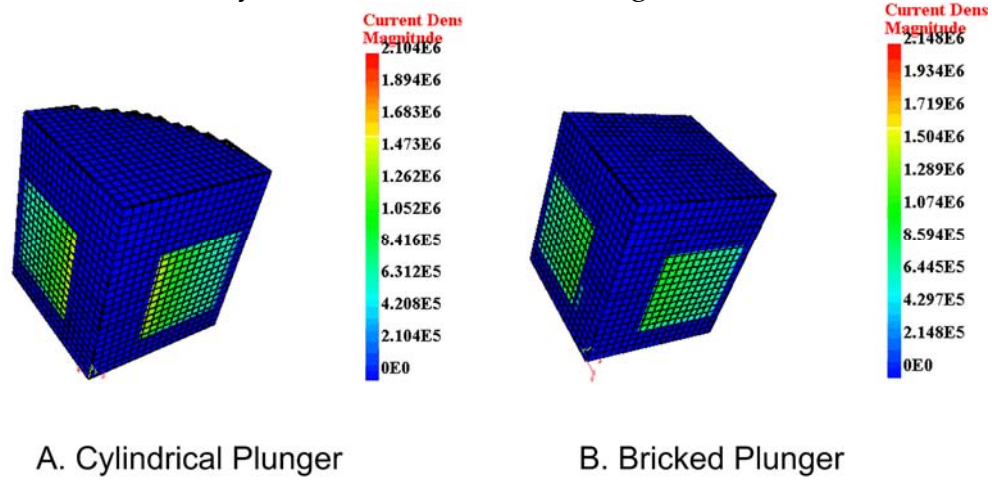 Current Dens
Magnitude
2.104E6
1.894E6
1.683E6
1.473E6
1.262E6
1.052E6
8.416E5
6.312E5
4.208E5
2.104E5
0E0
Current Dens
Magnitude
2.148E6
1.934E6
1.719E6
1.504E6
1.289E6
1.074E6
8.594E5
6.445E5
4.297E5
2.148E5
0E0
A. Cylindrical Plunger
B. Bricked Plunger